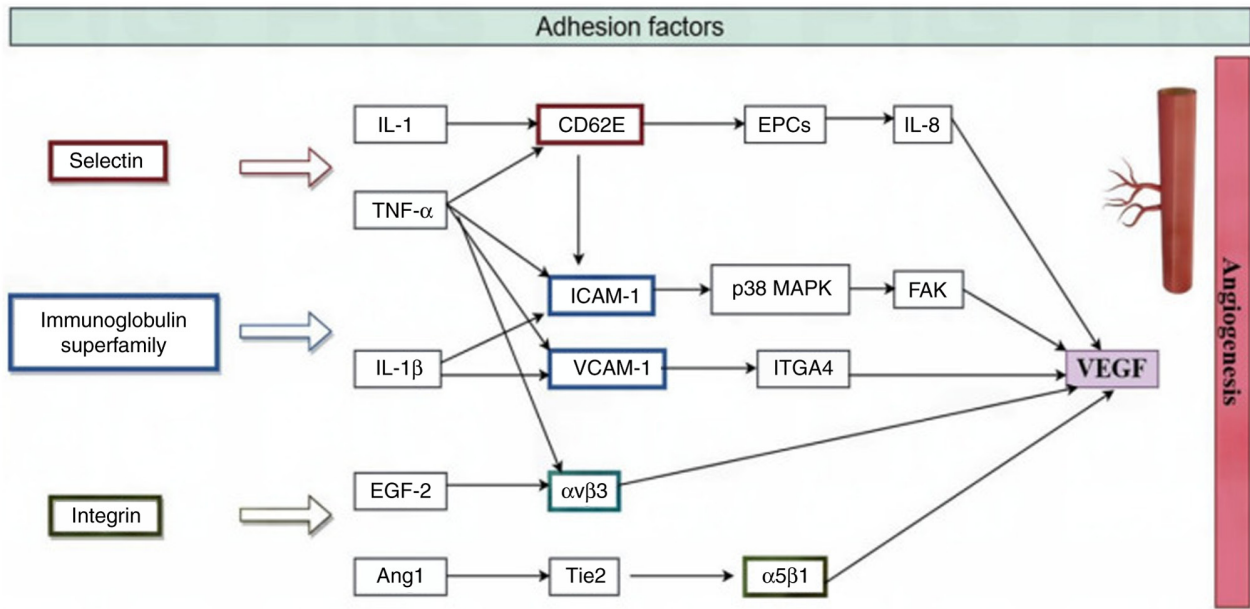 Adhesion factors
IL-1
CD62E
EPCs
IL-8
Selectin
TNF-α
ICAM-1
p38 MAPK
FAK
Immunoglobulin
superfamily
IL-1β
VCAM-1
ITGA4
VEGF
Angiogenesis
EGF-2
αvβ3
Integrin
Ang1
Tie2
α5β1